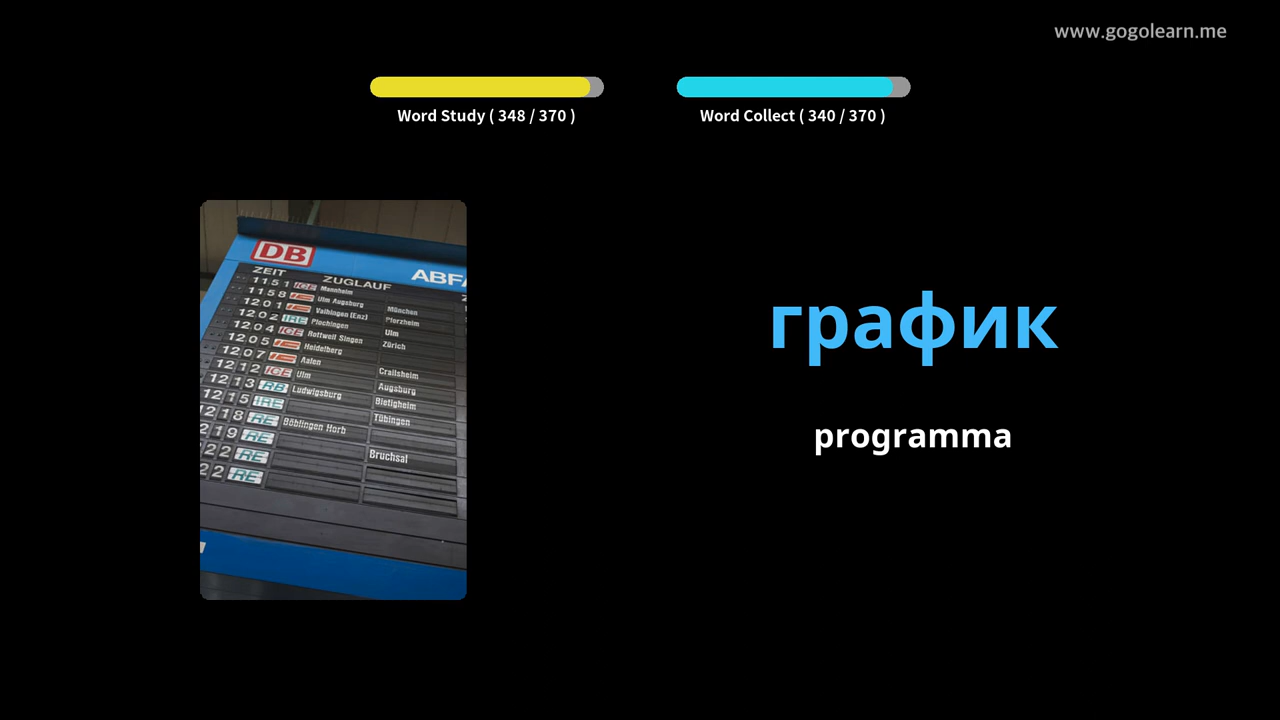 www.gogolearn.me
Word Study ( 348 / 370 )
Word Collect ( 340 / 370 )
DB
ZEIT ZUGLAUF ABFA
1151 ICE Mannheim
1158 Ulm Augsburg München
1201 Vaihingen (Enz) Pforzheim
1202 IRE Plochingen Ulm
1204 ICE Rottweil Singen Zürich
1205 Heidelberg
1207 Aalen Crailsheim
1212 ICE Ulm Augsburg
1213 RB Ludwigsburg Bietigheim
1215 IRE Tübingen
1218 RE Böblingen Horb
219 RE Bruchsal
22 RE
22 RE
график
programma